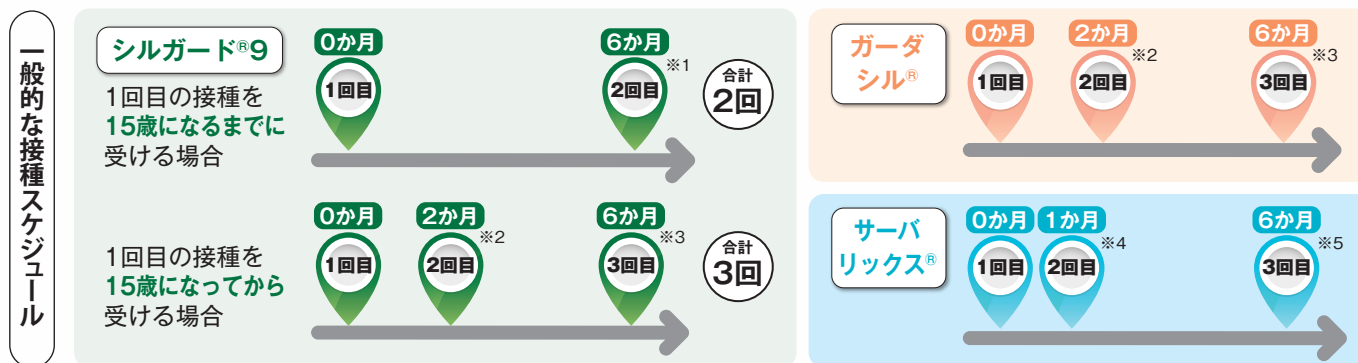 一般的な接種スケジュール
シルガード®9
1回目の接種を
15歳になるまでに
受ける場合
0か月
1回目
6か月
※1
2回目
合計
2回
1回目の接種を
15歳になってから
受ける場合
0か月
1回目
2か月
※2
2回目
6か月
※3
3回目
合計
3回
ガーダ
シル®
0か月
1回目
2か月
※2
2回目
6か月
※3
3回目
サーバ
リックス®
0か月
1回目
1か月
※4
2回目
6か月
※5
3回目